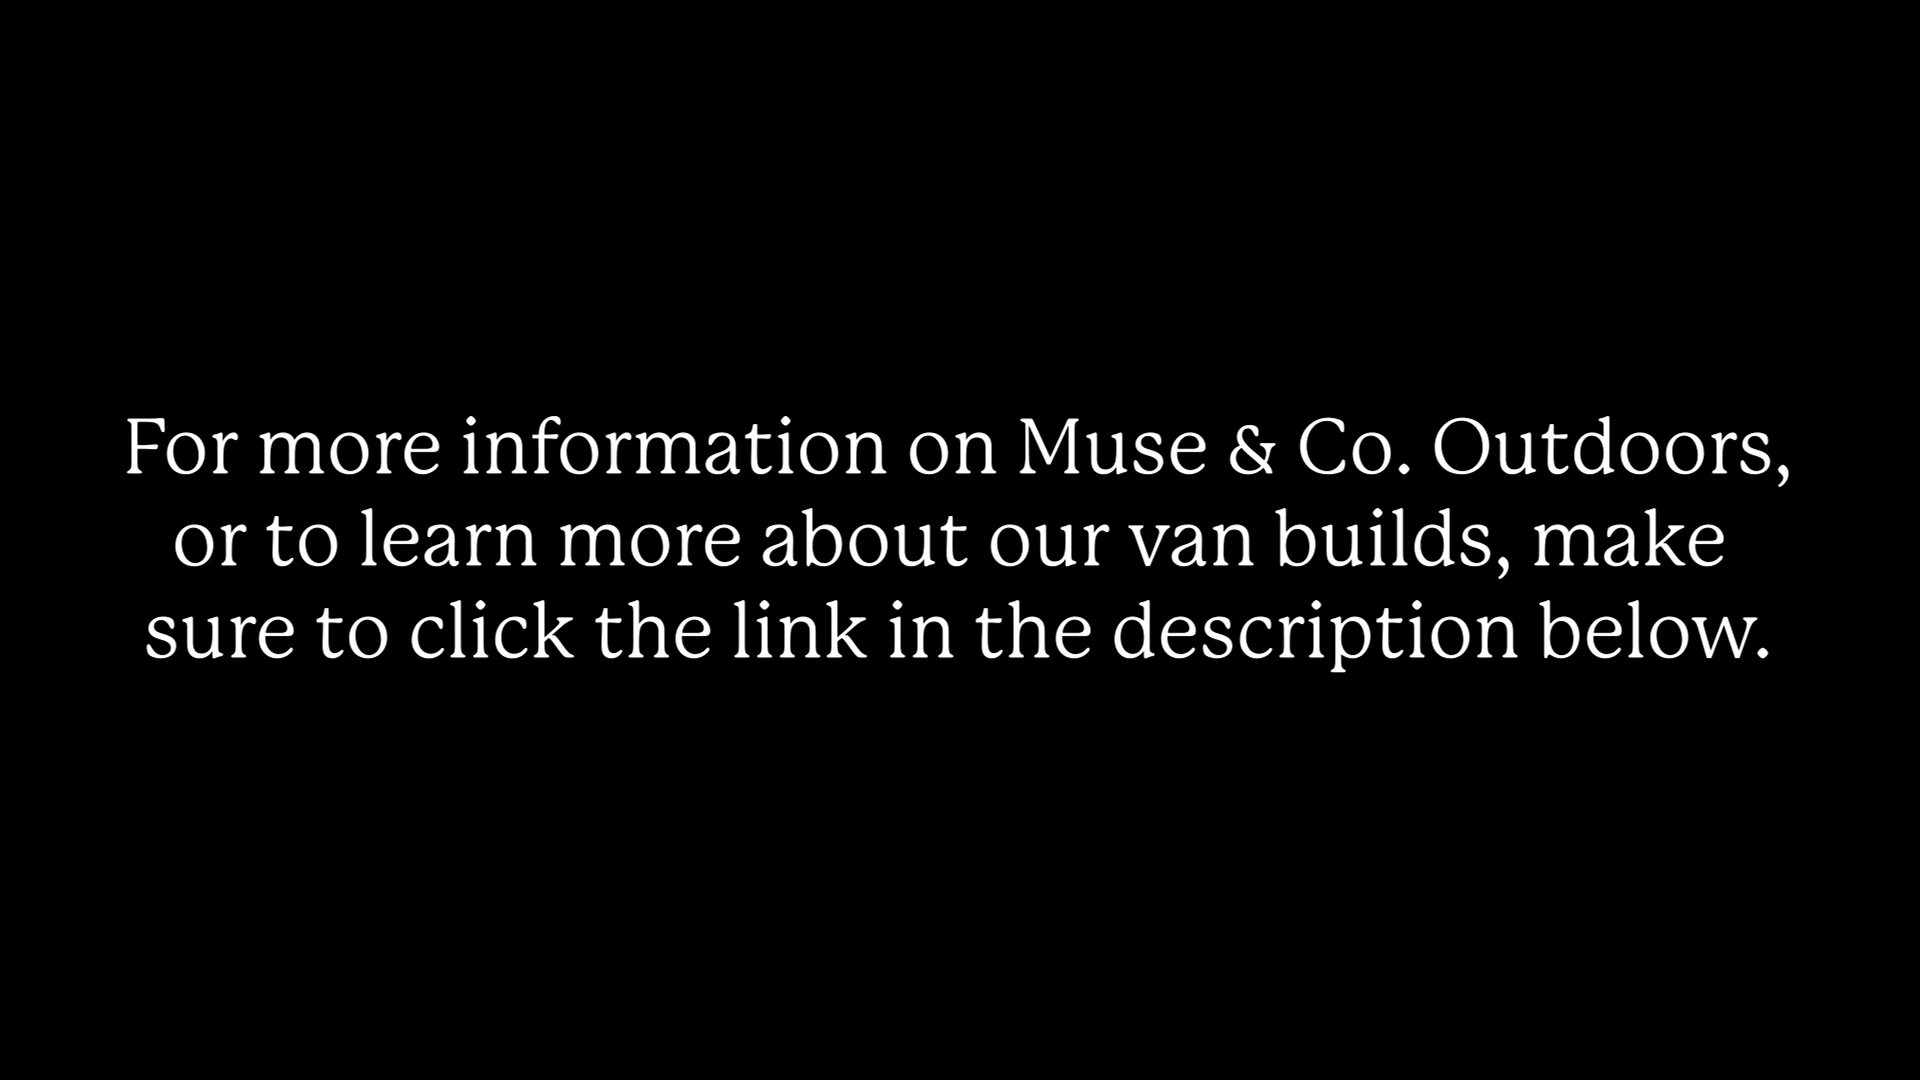 For more information on Muse & Co. Outdoors,
or to learn more about our van builds, make
sure to click the link in the description below.